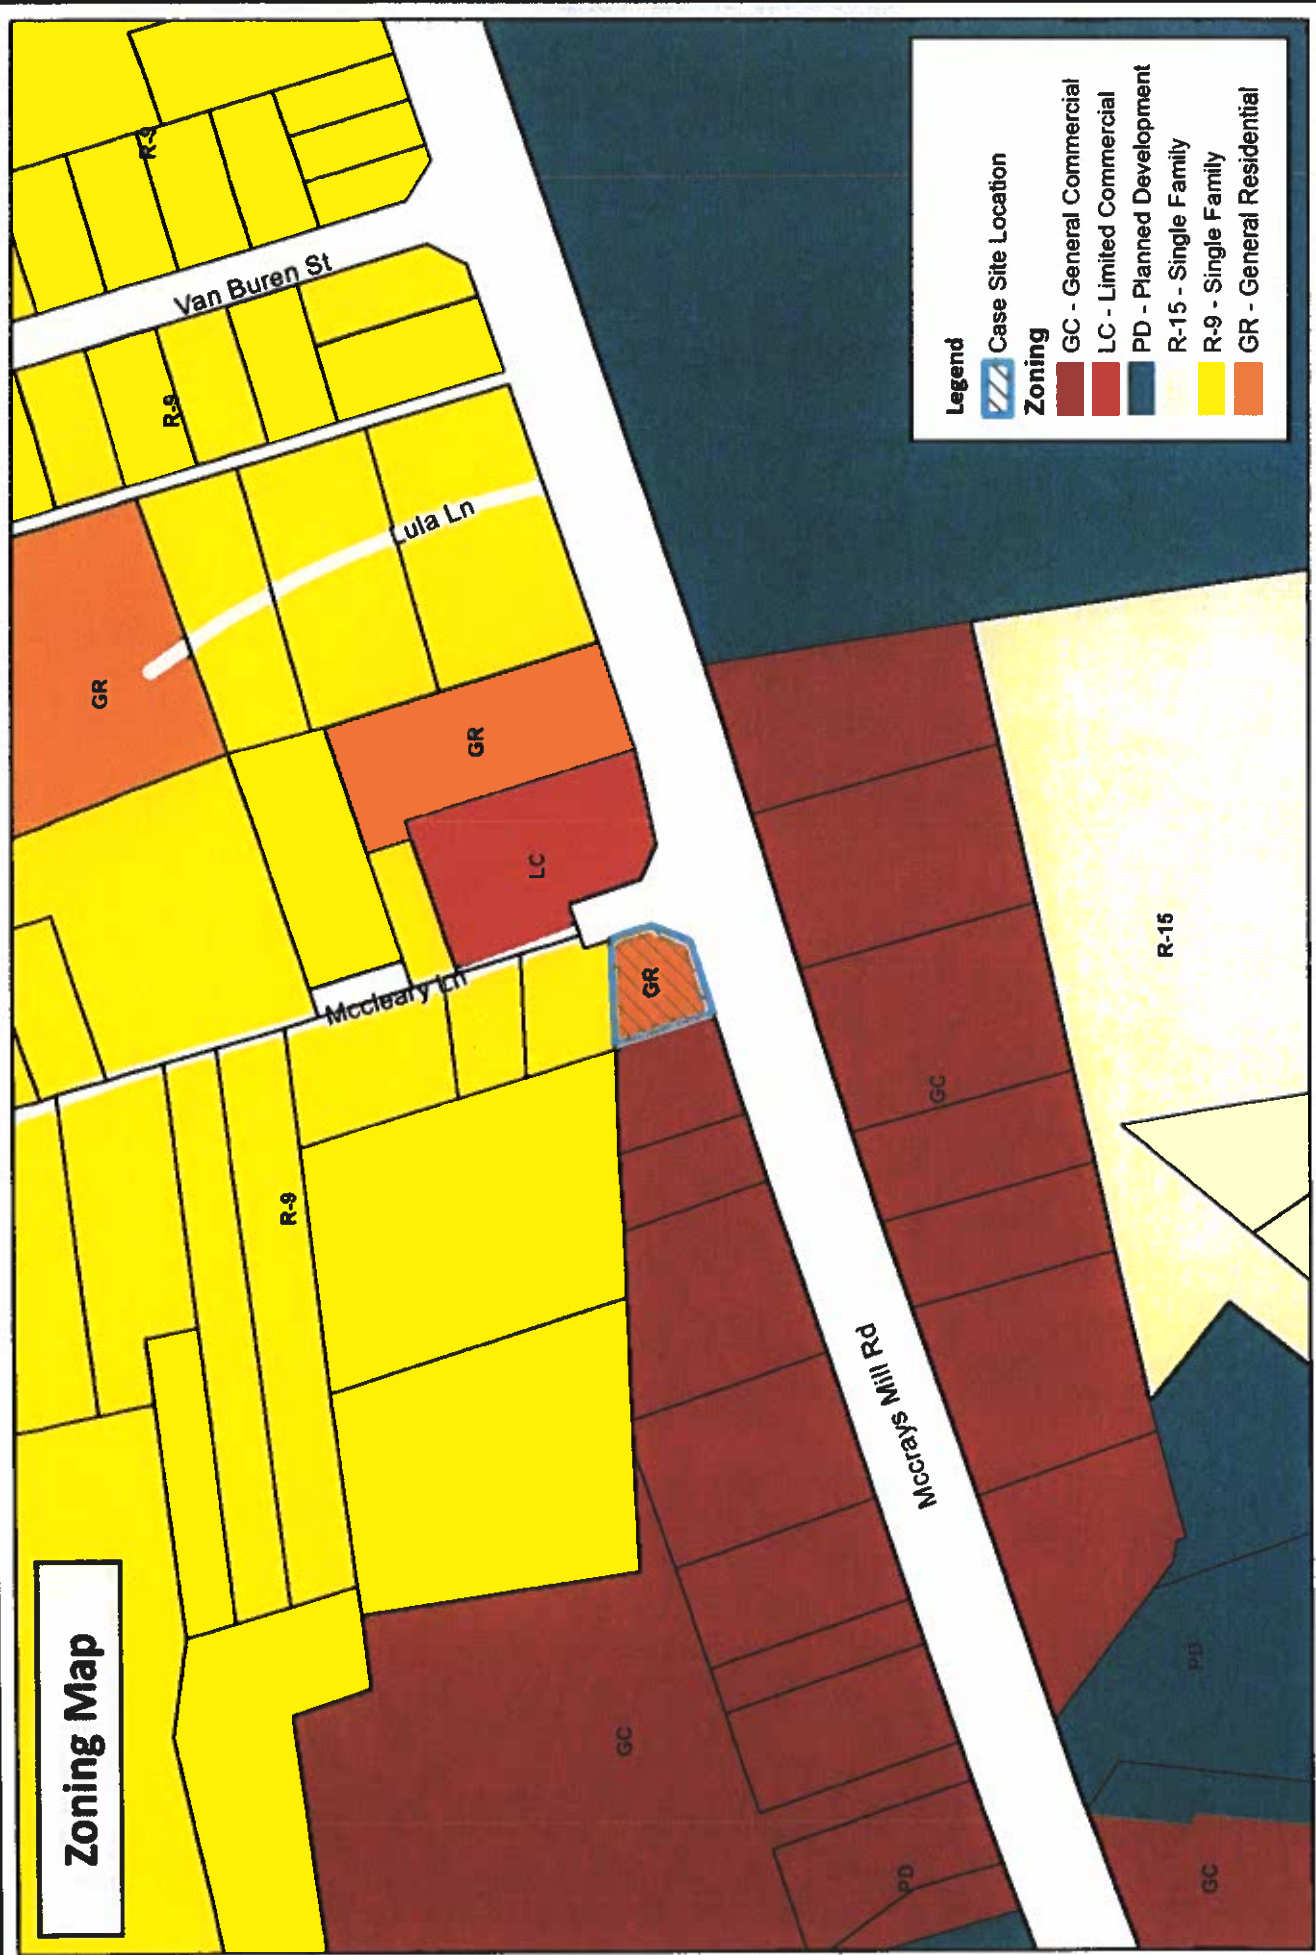 Zoning Map
R-9
Van Buren St
R-9
Lula Ln
GR
GR
LC
GR
Mccleary Ln
R-9
GC
GC
R-15
Mccrays Mill Rd
PD
PD
GC
Legend
Case Site Location
Zoning
GC - General Commercial
LC - Limited Commercial
PD - Planned Development
R-15 - Single Family
R-9 - Single Family
GR - General Residential